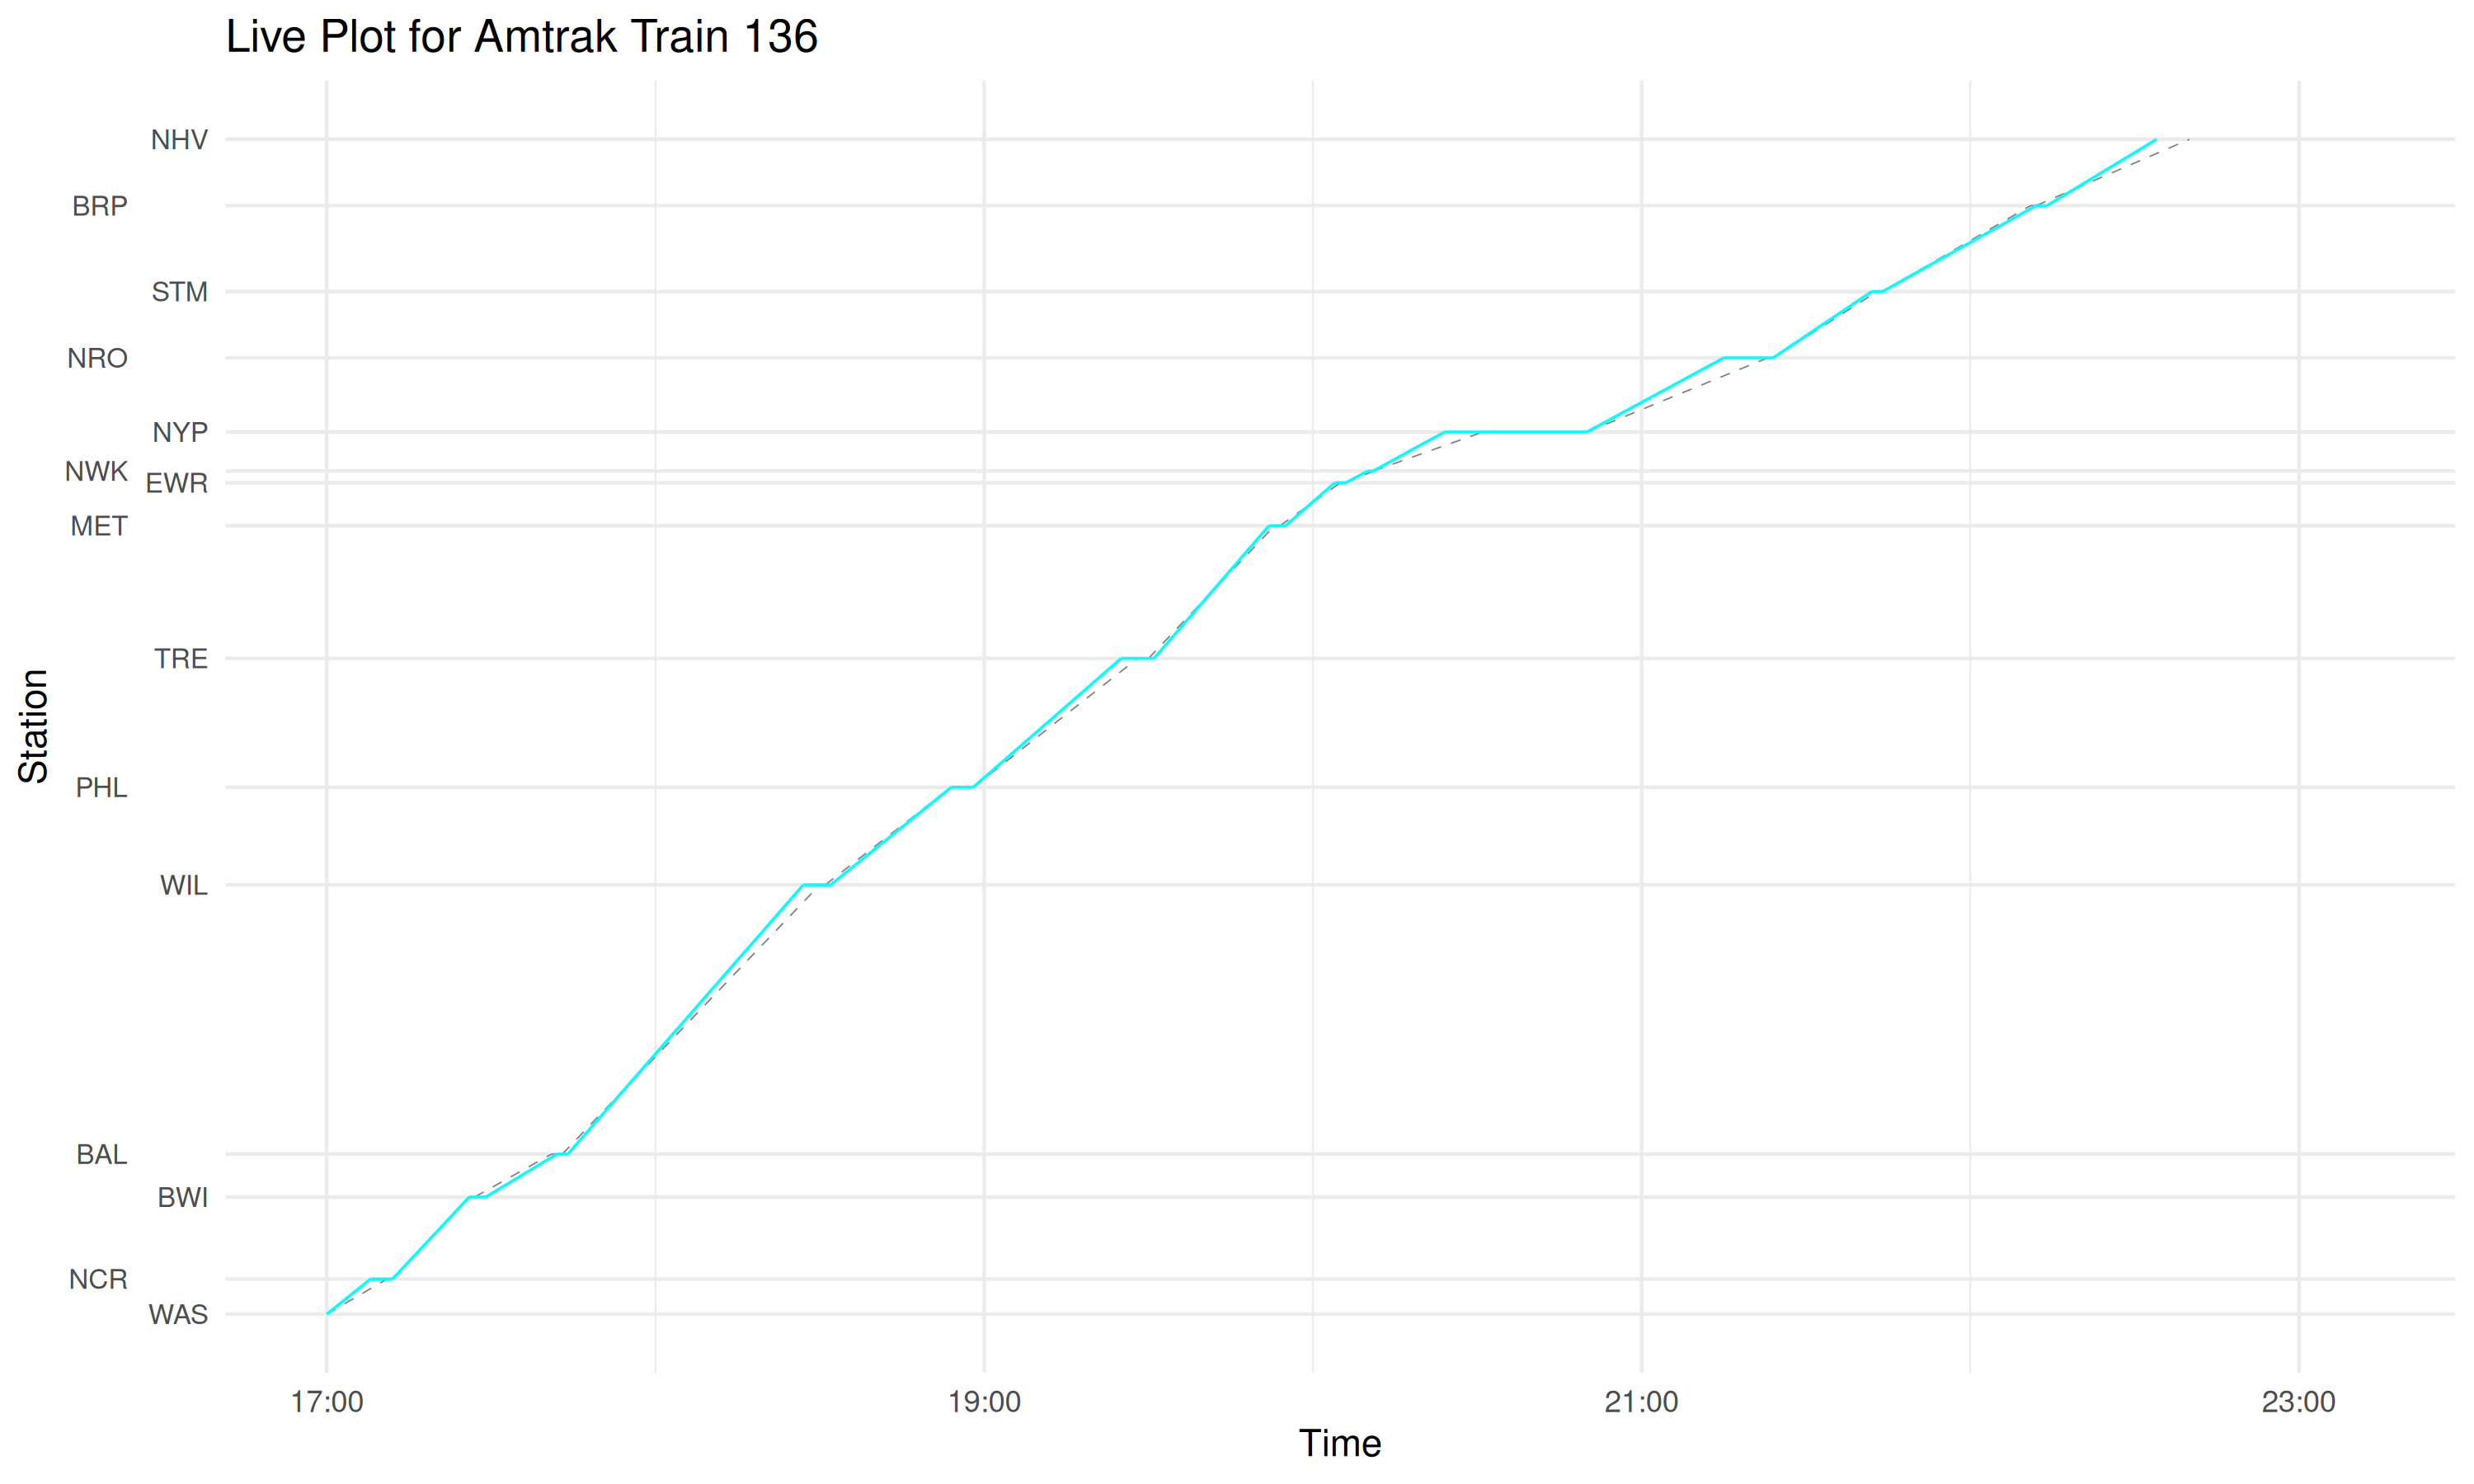 Live Plot for Amtrak Train 136
NHV
BRP
STM
NRO
NYP
NWK
EWR
MET
TRE
PHL
WIL
BAL
BWI
NCR
WAS
Station
17:00
19:00
21:00
23:00
Time